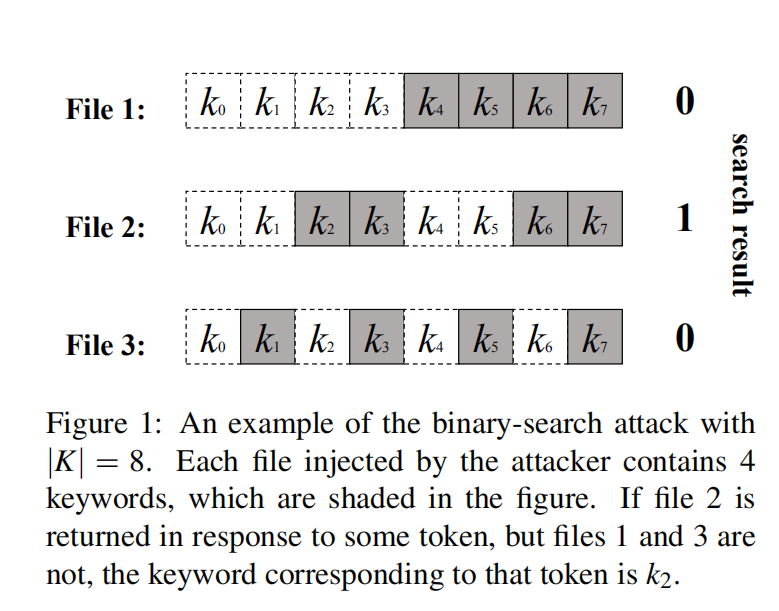 File 1: k0 k1 k2 k3 k4 k5 k6 k7 0
File 2: k0 k1 k2 k3 k4 k5 k6 k7 1
File 3: k0 k1 k2 k3 k4 k5 k6 k7 0
search result
Figure 1: An example of the binary-search attack with
|K| = 8. Each file injected by the attacker contains 4
keywords, which are shaded in the figure. If file 2 is
returned in response to some token, but files 1 and 3 are
not, the keyword corresponding to that token is k2.